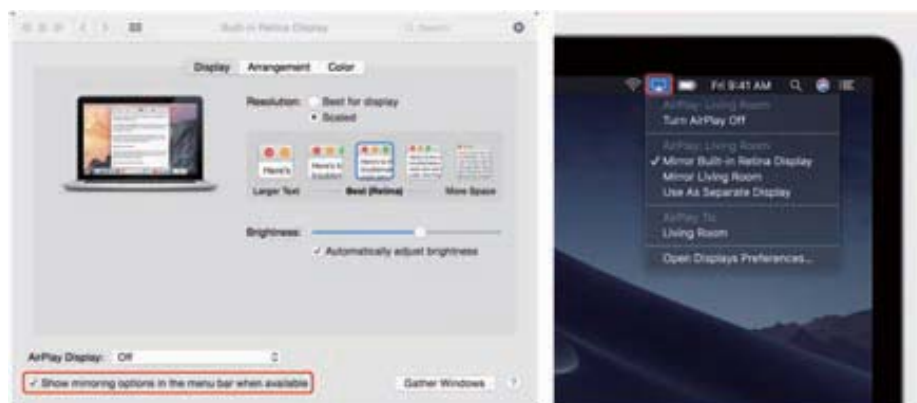 Built-in Retina Display
Search
Display Arrangement Color
Resolution: Best for display
Scaled
Here's
Larger Text
Best (Retina)
More Space
Brightness:
Automatically adjust brightness
AirPlay Display: Off
Show mirroring options in the menu bar when available
Gather Windows ?
Fri 9:41 AM
AirPlay: Living Room
Turn AirPlay Off
AirPlay: Living Room
✓ Mirror Built-in Retina Display
Mirror Living Room
Use As Separate Display
AirPlay To:
Living Room
Open Displays Preferences...